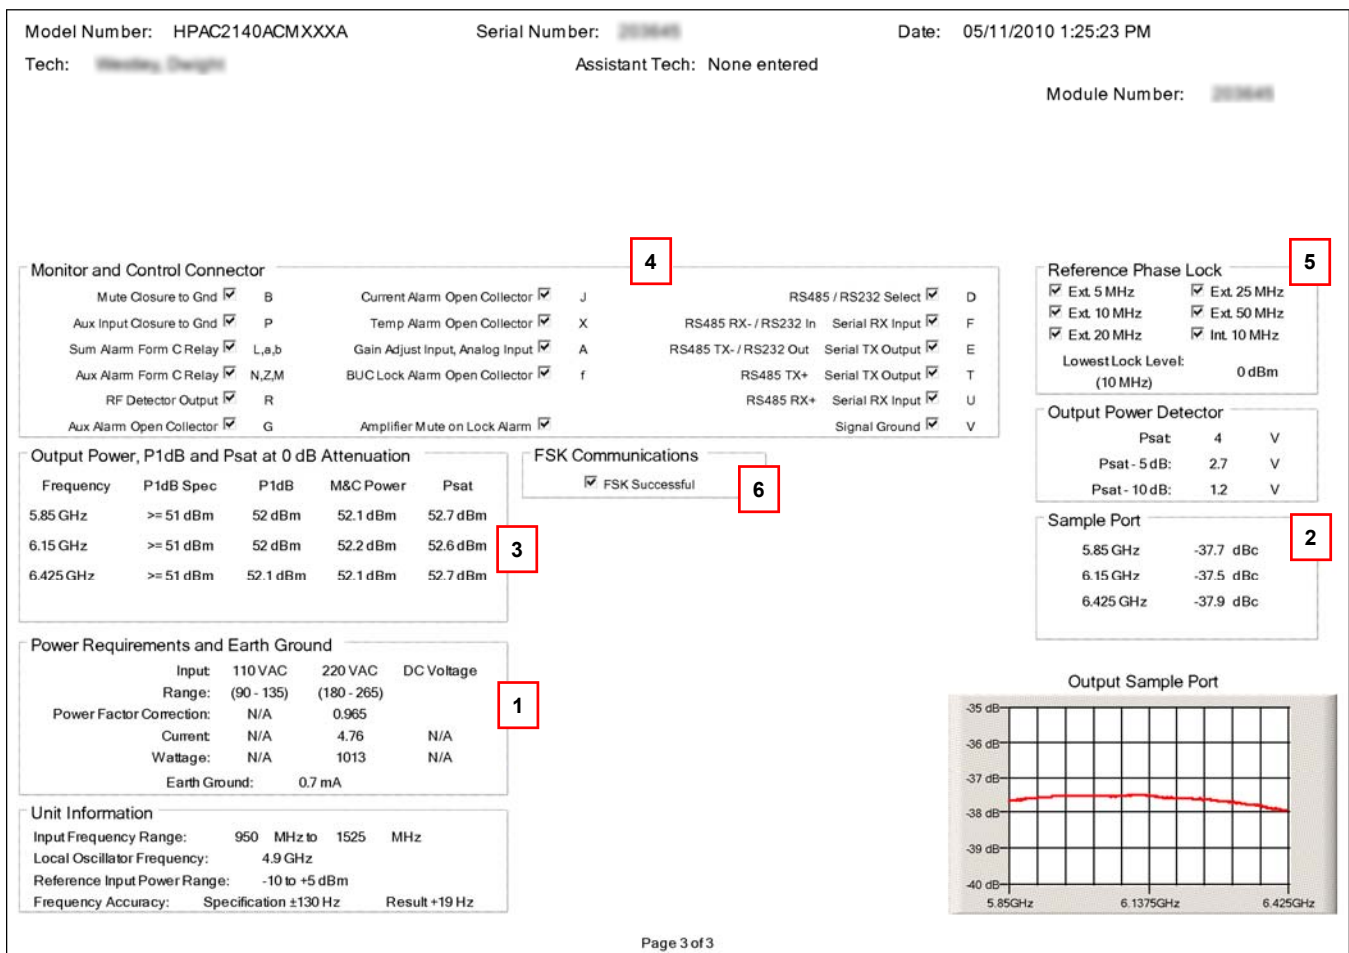 Model Number: HPAC2140ACMXXXA Serial Number: Date: 05/11/2010 1:25:23 PM
Tech: Assistant Tech: None entered
Module Number:
4
5
Monitor and Control Connector
Mute Closure to Gnd B Current Alarm Open Collector J RS485 / RS232 Select D
Aux Input Closure to Gnd P Temp Alarm Open Collector X RS485 RX- / RS232 In Serial RX Input F
Sum Alarm Form C Relay L,a,b Gain Adjust Input, Analog Input A RS485 TX- / RS232 Out Serial TX Output E
Aux Alarm Form C Relay N,Z,M BUC Lock Alarm Open Collector f RS485 TX+ Serial TX Output T
RF Detector Output R RS485 RX+ Serial RX Input U
Aux Alarm Open Collector G Amplifier Mute on Lock Alarm Signal Ground V
Reference Phase Lock
Ext. 5 MHz Ext. 25 MHz
Ext. 10 MHz Ext. 50 MHz
Ext. 20 MHz Int. 10 MHz
Lowest Lock Level:
(10 MHz) 0 dBm
Output Power Detector
Psat: 4 V
Psat - 5 dB: 2.7 V
Psat - 10 dB: 1.2 V
Output Power, P1dB and Psat at 0 dB Attenuation
Frequency P1dB Spec P1dB M&C Power Psat
5.85 GHz >= 51 dBm 52 dBm 52.1 dBm 52.7 dBm
6.15 GHz >= 51 dBm 52 dBm 52.2 dBm 52.6 dBm
6.425 GHz >= 51 dBm 52.1 dBm 52.1 dBm 52.7 dBm
3
FSK Communications
FSK Successful
6
Sample Port
5.85 GHz -37.7 dBc
6.15 GHz -37.5 dBc
6.425 GHz -37.9 dBc
2
Power Requirements and Earth Ground
Input: 110 VAC 220 VAC DC Voltage
Range: (90 - 135) (180 - 265)
Power Factor Correction: N/A 0.965
Current: N/A 4.76 N/A
Wattage: N/A 1013 N/A
Earth Ground: 0.7 mA
1
Unit Information
Input Frequency Range: 950 MHz to 1525 MHz
Local Oscillator Frequency: 4.9 GHz
Reference Input Power Range: -10 to +5 dBm
Frequency Accuracy: Specification ±130 Hz Result +19 Hz
Output Sample Port
-35 dB
-36 dB
-37 dB
-38 dB
-39 dB
-40 dB
5.85GHz 6.1375GHz 6.425GHz
Page 3 of 3